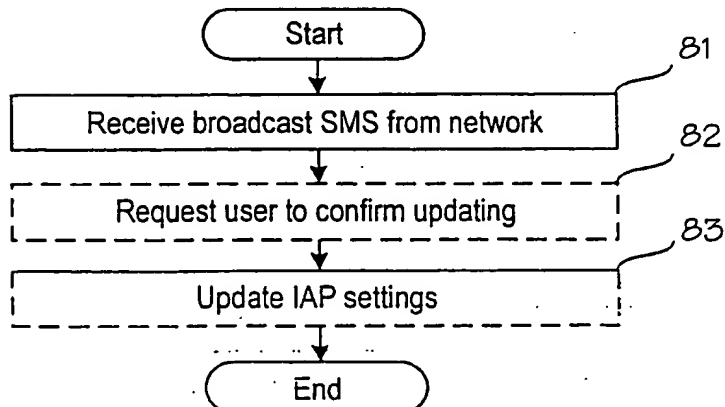 Start
81
Receive broadcast SMS from network
82
Request user to confirm updating
83
Update IAP settings
End